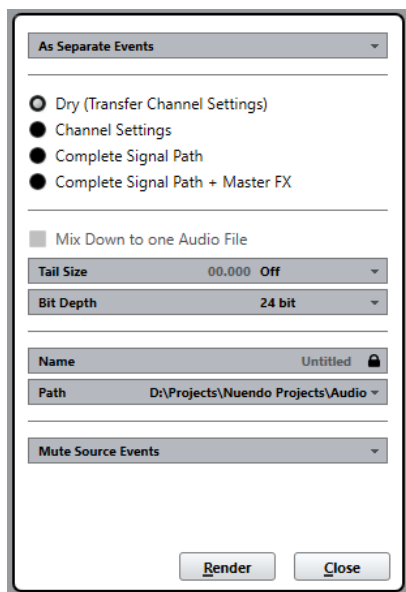 As Separate Events
Dry (Transfer Channel Settings)
Channel Settings
Complete Signal Path
Complete Signal Path + Master FX
Mix Down to one Audio File
Tail Size 00.000 Off
Bit Depth 24 bit
Name Untitled
Path D:\Projects\Nuendo Projects\Audio
Mute Source Events
Render Close